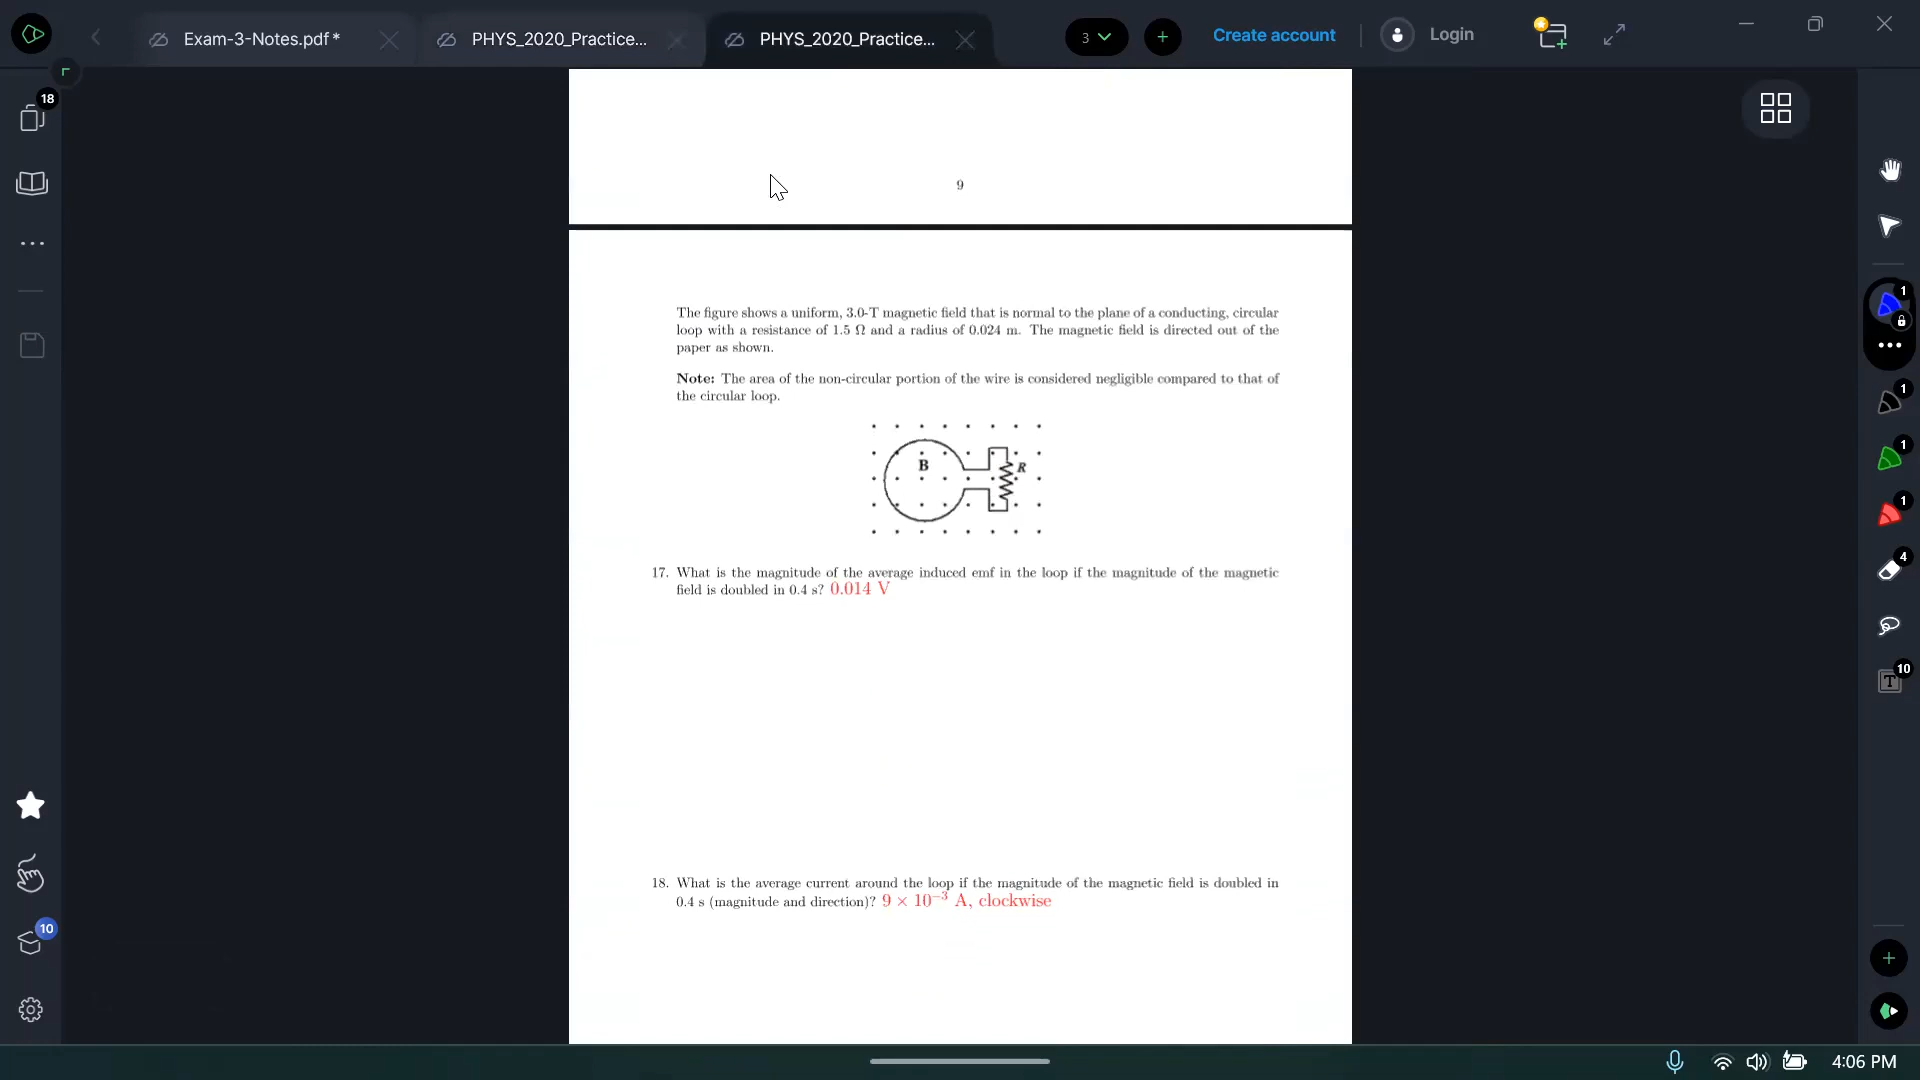 Exam-3-Notes.pdf *
PHYS_2020_Practice...
PHYS_2020_Practice...
3
Create account
Login
18
9
The figure shows a uniform, 3.0-T magnetic field that is normal to the plane of a conducting, circular
loop with a resistance of 1.5 Ω and a radius of 0.024 m. The magnetic field is directed out of the
paper as shown.
Note: The area of the non-circular portion of the wire is considered negligible compared to that of
the circular loop.
B
R
17. What is the magnitude of the average induced emf in the loop if the magnitude of the magnetic
field is doubled in 0.4 s? 0.014 V
18. What is the average current around the loop if the magnitude of the magnetic field is doubled in
0.4 s (magnitude and direction)? 9 × 10⁻³ A, clockwise
1
1
1
1
4
10
T
10
4:06 PM